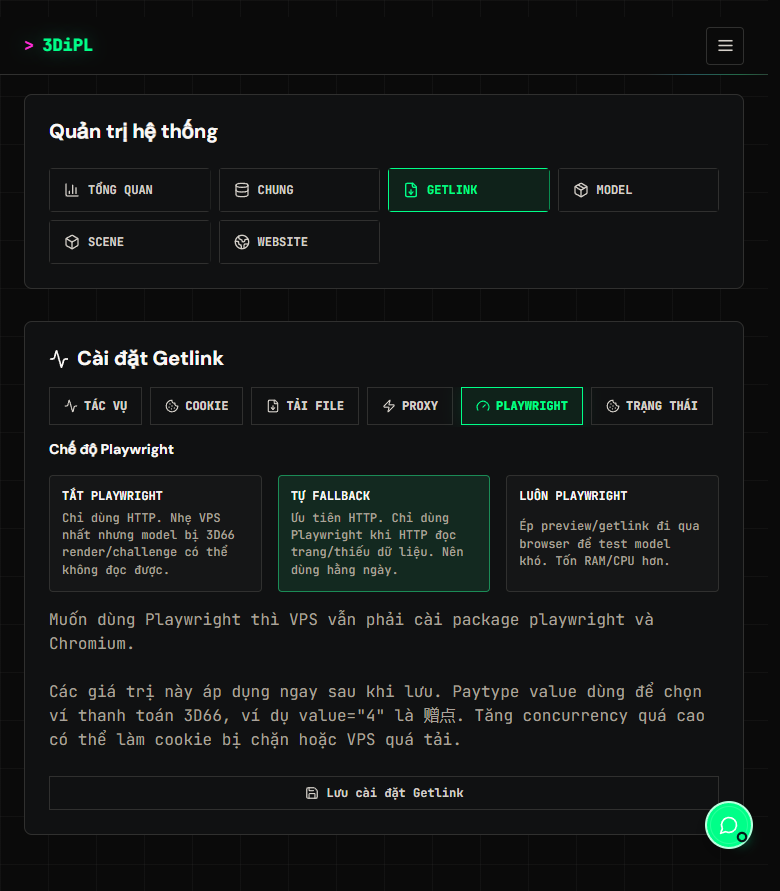 > 3DiPL
Quản trị hệ thống
TỔNG QUAN
CHUNG
GETLINK
MODEL
SCENE
WEBSITE
Cài đặt Getlink
TÁC VỤ
COOKIE
TẢI FILE
PROXY
PLAYWRIGHT
TRẠNG THÁI
Chế độ Playwright
TẮT PLAYWRIGHT
Chỉ dùng HTTP. Nhẹ VPS
nhất nhưng model bị 3D66
render/challenge có thể
không đọc được.
TỰ FALLBACK
Ưu tiên HTTP. Chỉ dùng
Playwright khi HTTP đọc
trang/thiếu dữ liệu. Nên
dùng hằng ngày.
LUÔN PLAYWRIGHT
Ép preview/getlink đi qua
browser để test model
khó. Tốn RAM/CPU hơn.
Muốn dùng Playwright thì VPS vẫn phải cài package playwright và
Chromium.
Các giá trị này áp dụng ngay sau khi lưu. Paytype value dùng để chọn
ví thanh toán 3D66, ví dụ value="4" là 赠点. Tăng concurrency quá cao
có thể làm cookie bị chặn hoặc VPS quá tải.
Lưu cài đặt Getlink